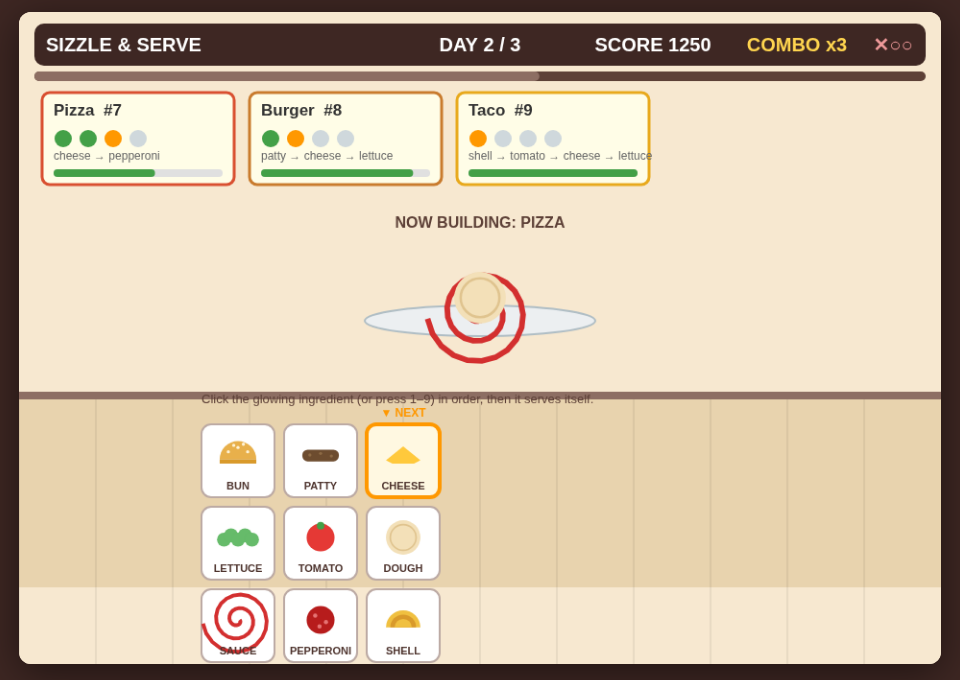 SIZZLE & SERVE DAY 2 / 3 SCORE 1250 COMBO x3 ✕○○
Pizza #7
cheese → pepperoni
Burger #8
patty → cheese → lettuce
Taco #9
shell → tomato → cheese → lettuce
NOW BUILDING: PIZZA
Click the glowing ingredient (or press 1–9) in order, then it serves itself.
▼ NEXT
BUN PATTY CHEESE
LETTUCE TOMATO DOUGH
SAUCE PEPPERONI SHELL